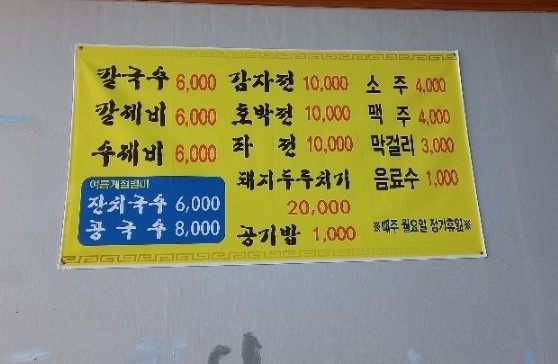 칼국수 6,000
칼제비 6,000
수제비 6,000
여름계절별미
잔치국수 6,000
콩국수 8,000
감자전 10,000
호박전 10,000
파 전 10,000
돼지두루치기
20,000
공기밥 1,000
소 주 4,000
맥 주 4,000
막걸리 3,000
음료수 1,000
※매주 월요일 정기휴일※